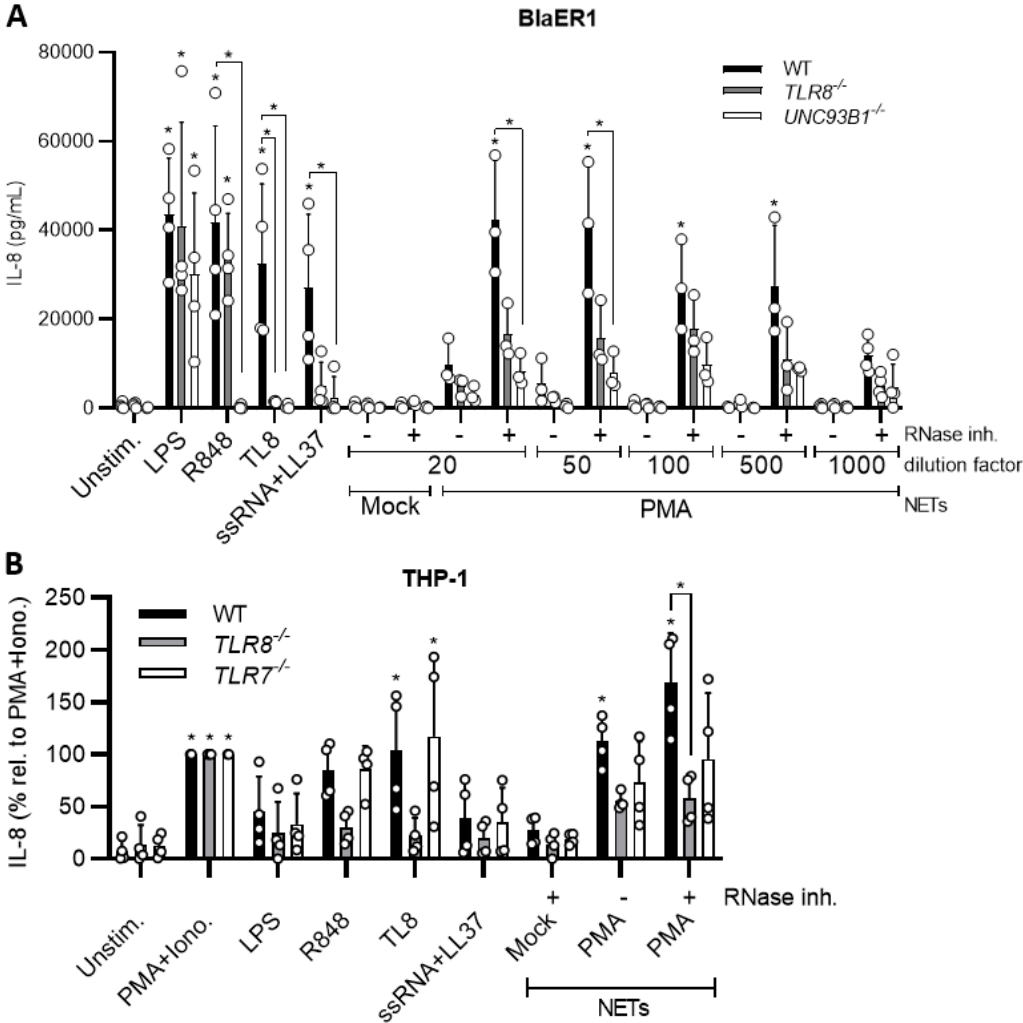 A
BlaER1
80000
60000
40000
20000
0
IL-8 (pg/mL)
WT
TLR8-/-
UNC93B1-/-
* * * * * * * * * * * * * * * * * *
Unstim. LPS R848 TL8 ssRNA+LL37
- + - + - + - + - + - + RNase inh.
20 50 100 500 1000 dilution factor
Mock PMA NETs
B
THP-1
250
200
150
100
50
0
IL-8 (% rel. to PMA+Iono.)
WT
TLR8-/-
TLR7-/-
* * * * * * * *
+ - + RNase inh.
Unstim. PMA+Iono. LPS R848 TL8 ssRNA+LL37 Mock PMA PMA
NETs